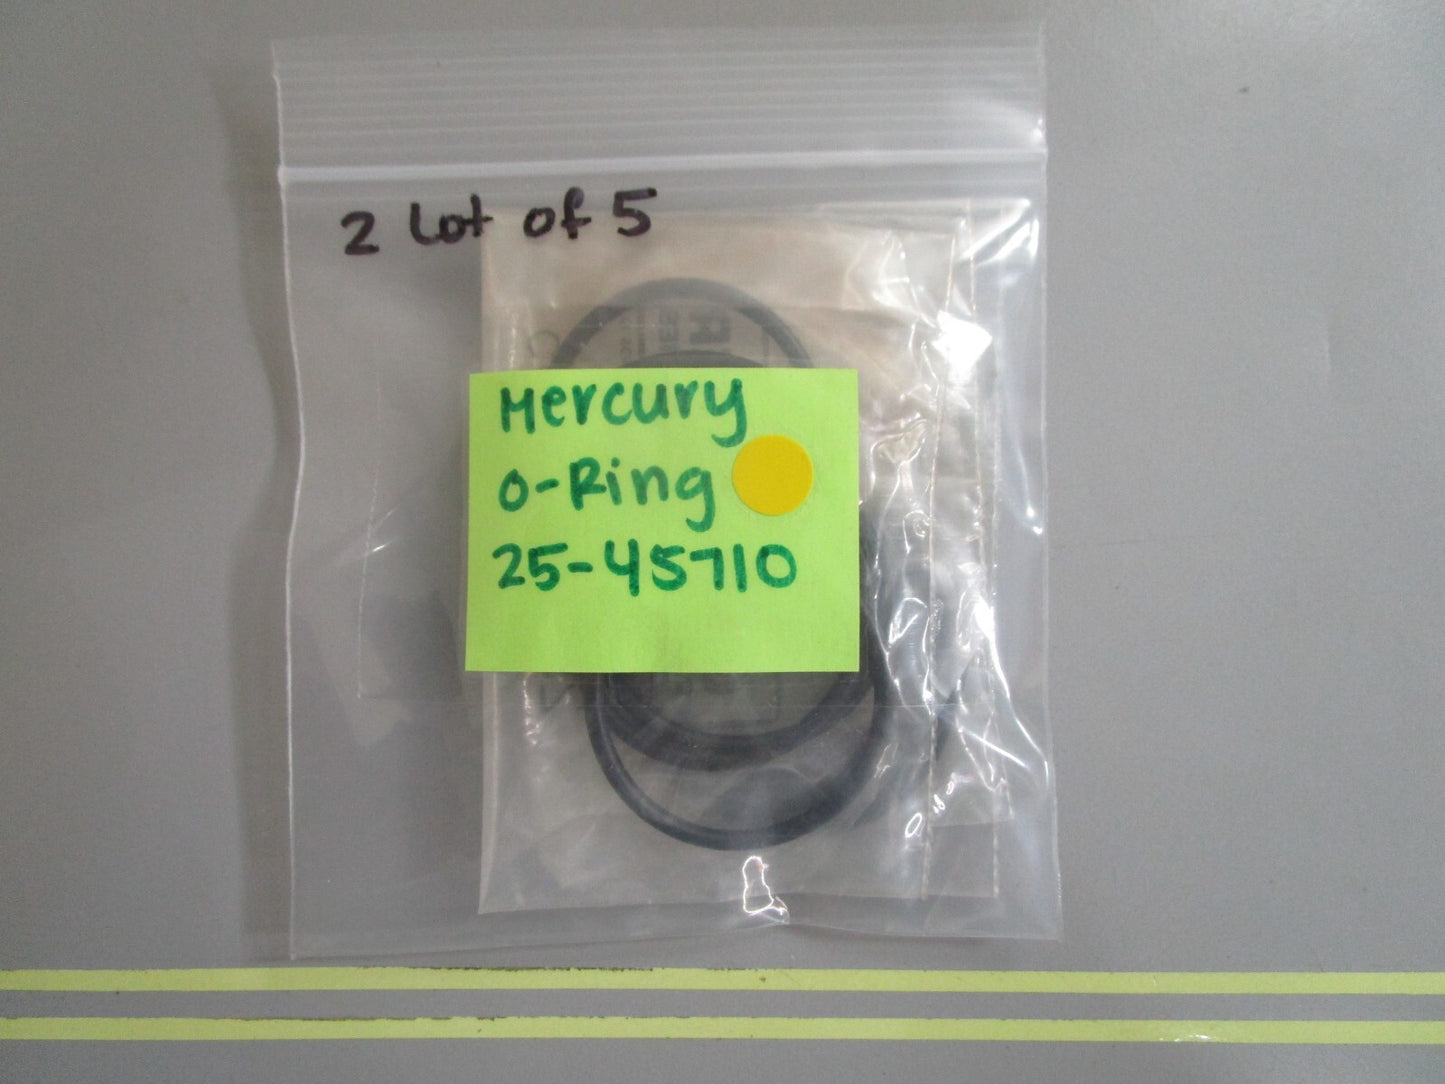 2 Lot of 5
Mercury
O-Ring
25-45710